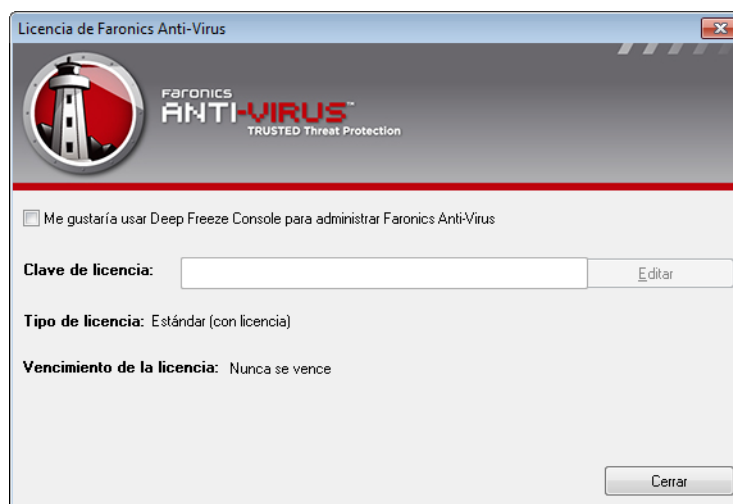 Licencia de Faronics Anti-Virus
Faronics
ANTI-VIRUS™
TRUSTED Threat Protection
Me gustaría usar Deep Freeze Console para administrar Faronics Anti-Virus
Clave de licencia:
Editar
Tipo de licencia: Estándar (con licencia)
Vencimiento de la licencia: Nunca se vence
Cerrar